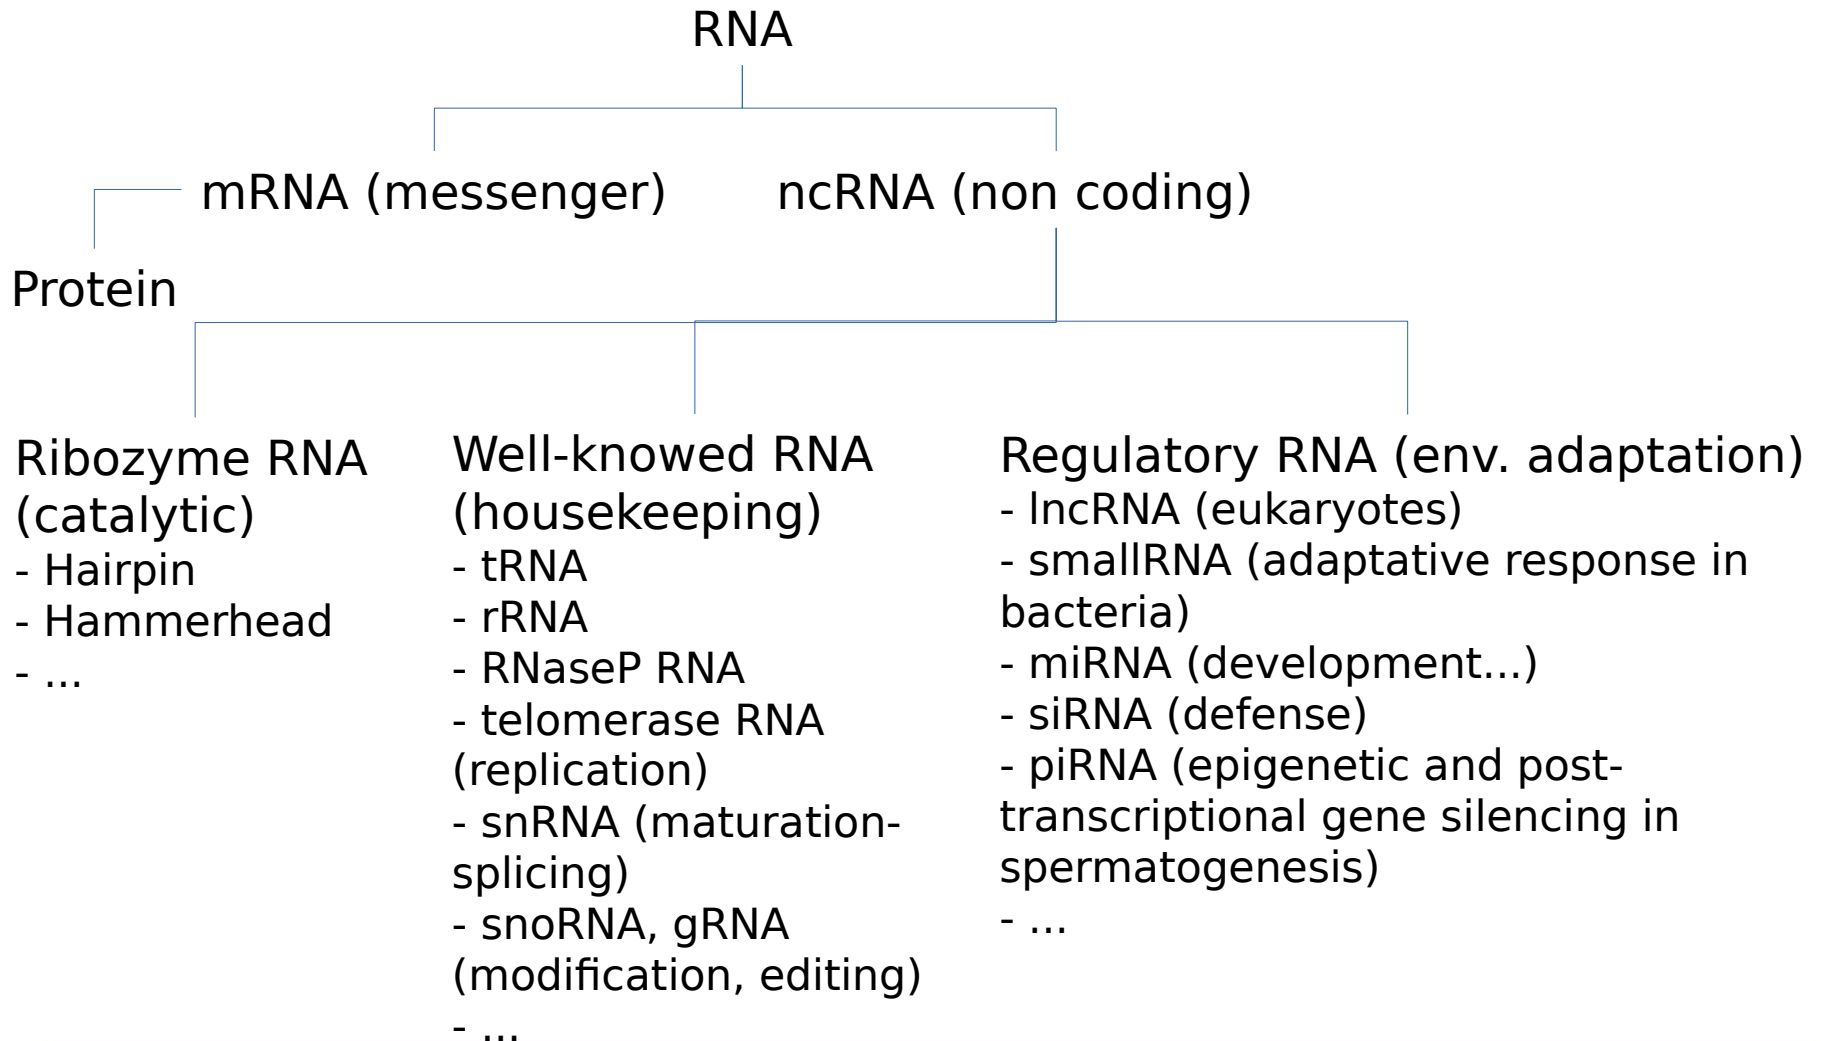 RNA
mRNA (messenger)
ncRNA (non coding)
Protein
Ribozyme RNA
(catalytic)
- Hairpin
- Hammerhead
- ...
Well-knowed RNA
(housekeeping)
- tRNA
- rRNA
- RNaseP RNA
- telomerase RNA
(replication)
- snRNA (maturation-
splicing)
- snoRNA, gRNA
(modification, editing)
- ...
Regulatory RNA (env. adaptation)
- lncRNA (eukaryotes)
- smallRNA (adaptative response in
bacteria)
- miRNA (development...)
- siRNA (defense)
- piRNA (epigenetic and post-
transcriptional gene silencing in
spermatogenesis)
- ...